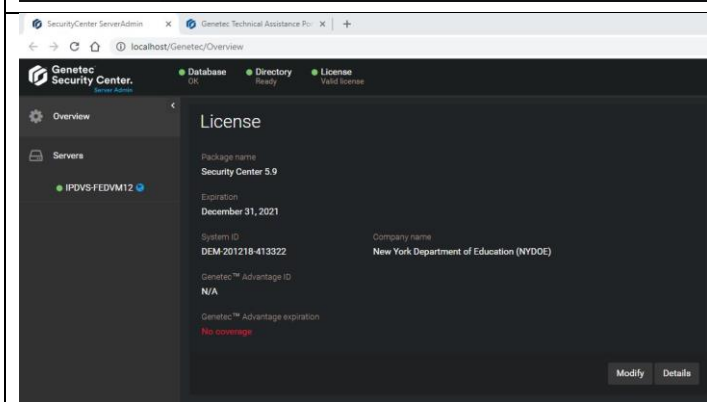 SecurityCenter ServerAdmin
Genetec Technical Assistance Por
localhost/Genetec/Overview
Genetec
Security Center.
Server Admin
Database
OK
Directory
Ready
License
Valid license
Overview
Servers
IPDVS-FEDVM12
License
Package name
Security Center 5.9
Expiration
December 31, 2021
System ID
DEM-201218-413322
Company name
New York Department of Education (NYDOE)
Genetec™ Advantage ID
N/A
Genetec™ Advantage expiration
No coverage
Modify
Details